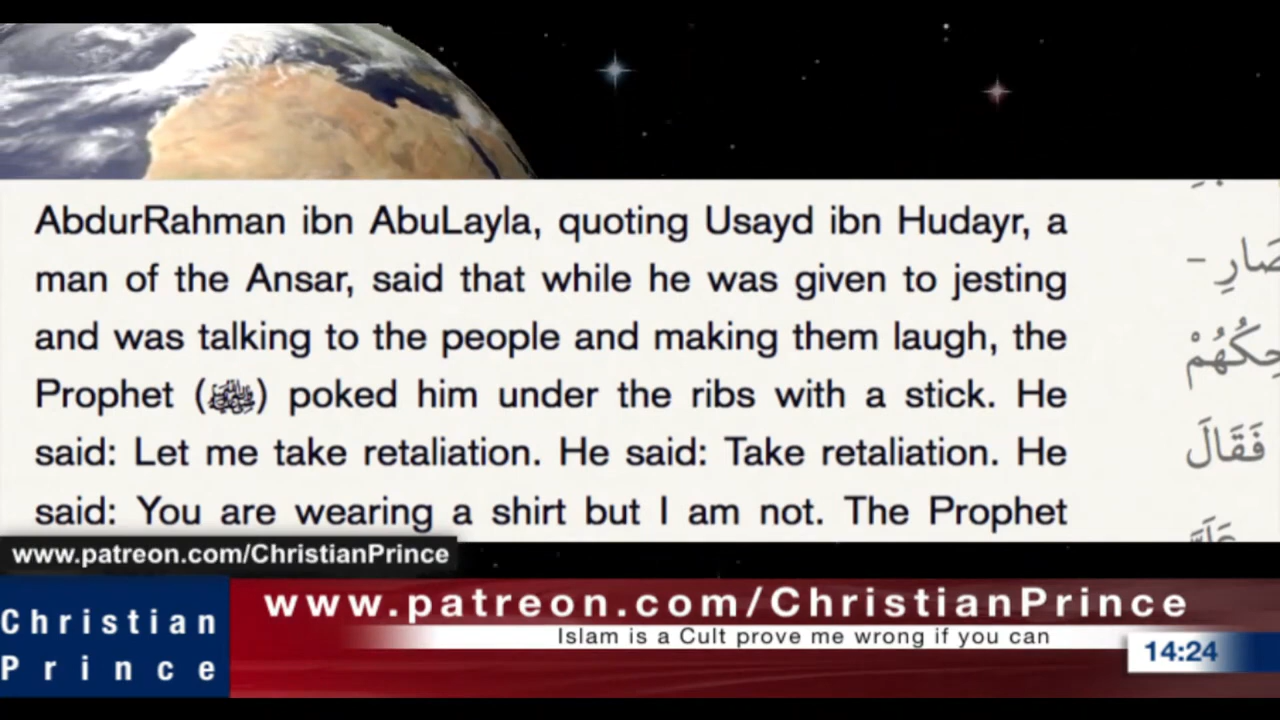 AbdurRahman ibn AbuLayla, quoting Usayd ibn Hudayr, a
man of the Ansar, said that while he was given to jesting
and was talking to the people and making them laugh, the
Prophet (ﷺ) poked him under the ribs with a stick. He
said: Let me take retaliation. He said: Take retaliation. He
said: You are wearing a shirt but I am not. The Prophet
فَقَالَ
www.patreon.com/ChristianPrince
Christian
Prince
www.patreon.com/ChristianPrince
Islam is a Cult prove me wrong if you can
14:24